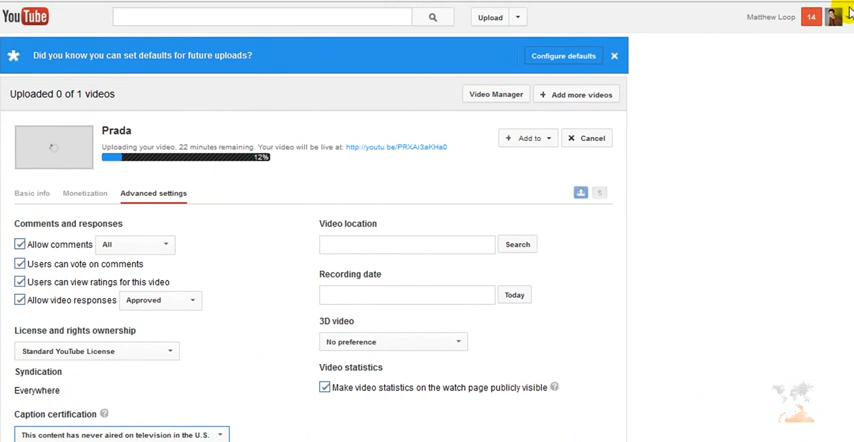 YouTube
Upload
Matthew Loop 14
Did you know you can set defaults for future uploads?
Configure defaults
Uploaded 0 of 1 videos
Video Manager
+ Add more videos
Prada
Uploading your video. 22 minutes remaining. Your video will be live at: http://youtu.be/PRXAi3aKHa0
12%
+ Add to
Cancel
Basic info Monetization Advanced settings
Comments and responses
Allow comments All
Users can vote on comments
Users can view ratings for this video
Allow video responses Approved
License and rights ownership
Standard YouTube License
Syndication
Everywhere
Caption certification ?
This content has never aired on television in the U.S.
Video location
Search
Recording date
Today
3D video
No preference
Video statistics
Make video statistics on the watch page publicly visible ?